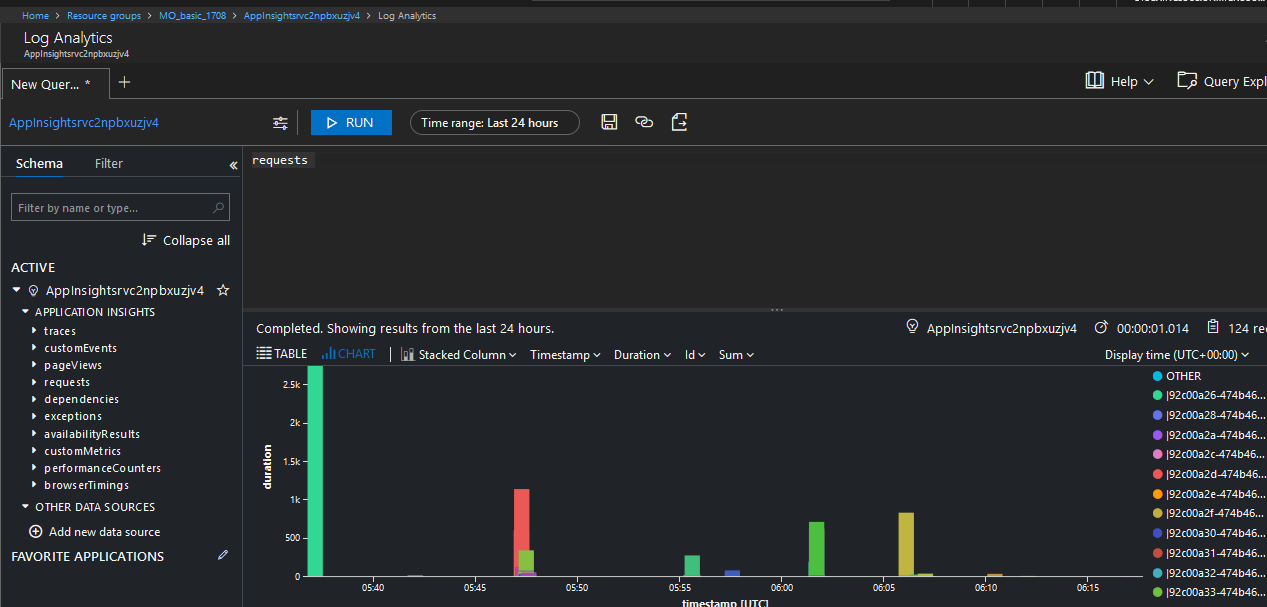 Home > Resource groups > MO_basic_1708 > AppInsightsrvc2npbxuzjv4 > Log Analytics
Log Analytics
AppInsightsrvc2npbxuzjv4
New Quer... *
Help
Query Expl
AppInsightsrvc2npbxuzjv4
RUN
Time range: Last 24 hours
Schema
Filter
«
requests
Filter by name or type...
Collapse all
ACTIVE
AppInsightsrvc2npbxuzjv4
APPLICATION INSIGHTS
traces
customEvents
pageViews
requests
dependencies
exceptions
availabilityResults
customMetrics
performanceCounters
browserTimings
OTHER DATA SOURCES
Add new data source
FAVORITE APPLICATIONS
Completed. Showing results from the last 24 hours.
AppInsightsrvc2npbxuzjv4
00:00:01.014
124 rec
TABLE
CHART
Stacked Column
Timestamp
Duration
Id
Sum
Display time (UTC+00:00)
duration
2.5k
2k
1.5k
1k
500
0
05:40
05:45
05:50
05:55
06:00
06:05
06:10
06:15
timestamp [UTC]
OTHER
|92c00a26-474b46...
|92c00a28-474b46...
|92c00a2a-474b46...
|92c00a2c-474b46...
|92c00a2d-474b46...
|92c00a2e-474b46...
|92c00a2f-474b46...
|92c00a30-474b46...
|92c00a31-474b46...
|92c00a32-474b46...
|92c00a33-474b46...